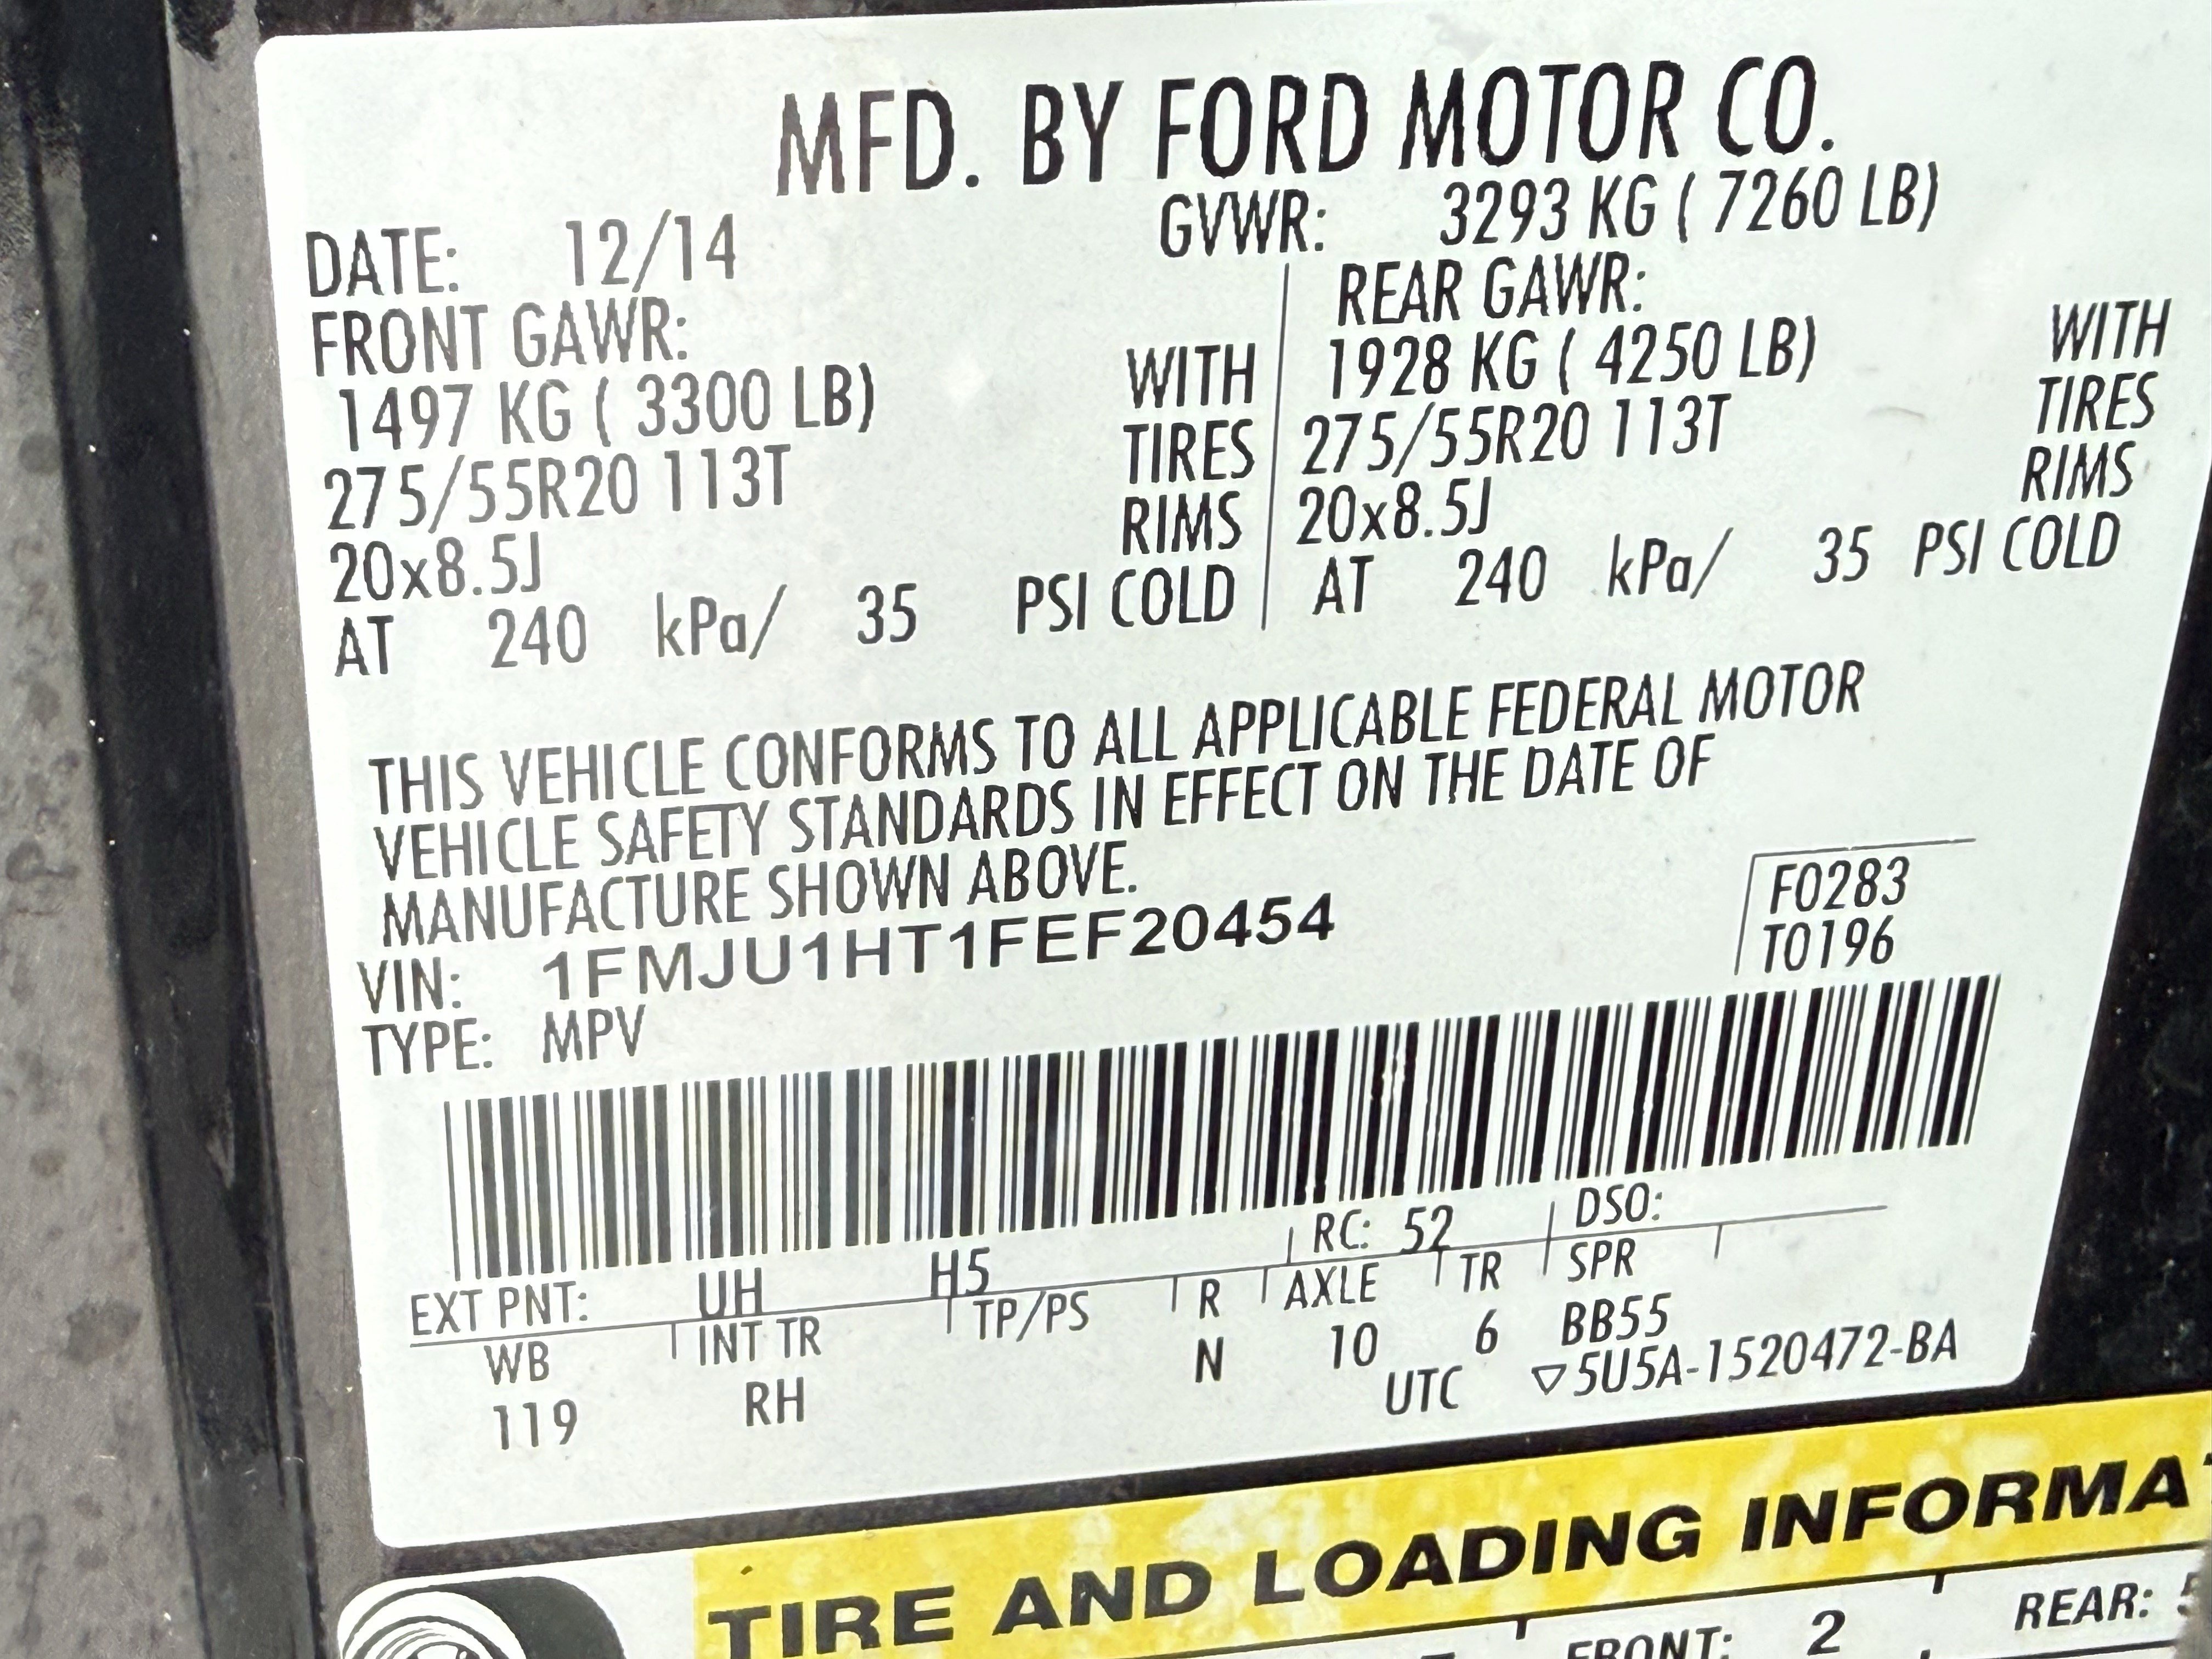 MFD. BY FORD MOTOR CO.
DATE: 12/14 GVWR: 3293 KG ( 7260 LB)
FRONT GAWR: REAR GAWR:
1497 KG ( 3300 LB) WITH 1928 KG ( 4250 LB) WITH
275/55R20 113T TIRES 275/55R20 113T TIRES
20x8.5J RIMS 20x8.5J RIMS
AT 240 kPa/ 35 PSI COLD AT 240 kPa/ 35 PSI COLD
THIS VEHICLE CONFORMS TO ALL APPLICABLE FEDERAL MOTOR
VEHICLE SAFETY STANDARDS IN EFFECT ON THE DATE OF
MANUFACTURE SHOWN ABOVE.
F0283
VIN: 1FMJU1HT1FEF20454 T0196
TYPE: MPV
EXT PNT: UH H5 RC: 52 DSO:
WB INT TR TP/PS R AXLE TR SPR
119 RH N 10 6 BB55
UTC ▽5U5A-1520472-BA
TIRE AND LOADING INFORMA
FRONT: 2 REAR: